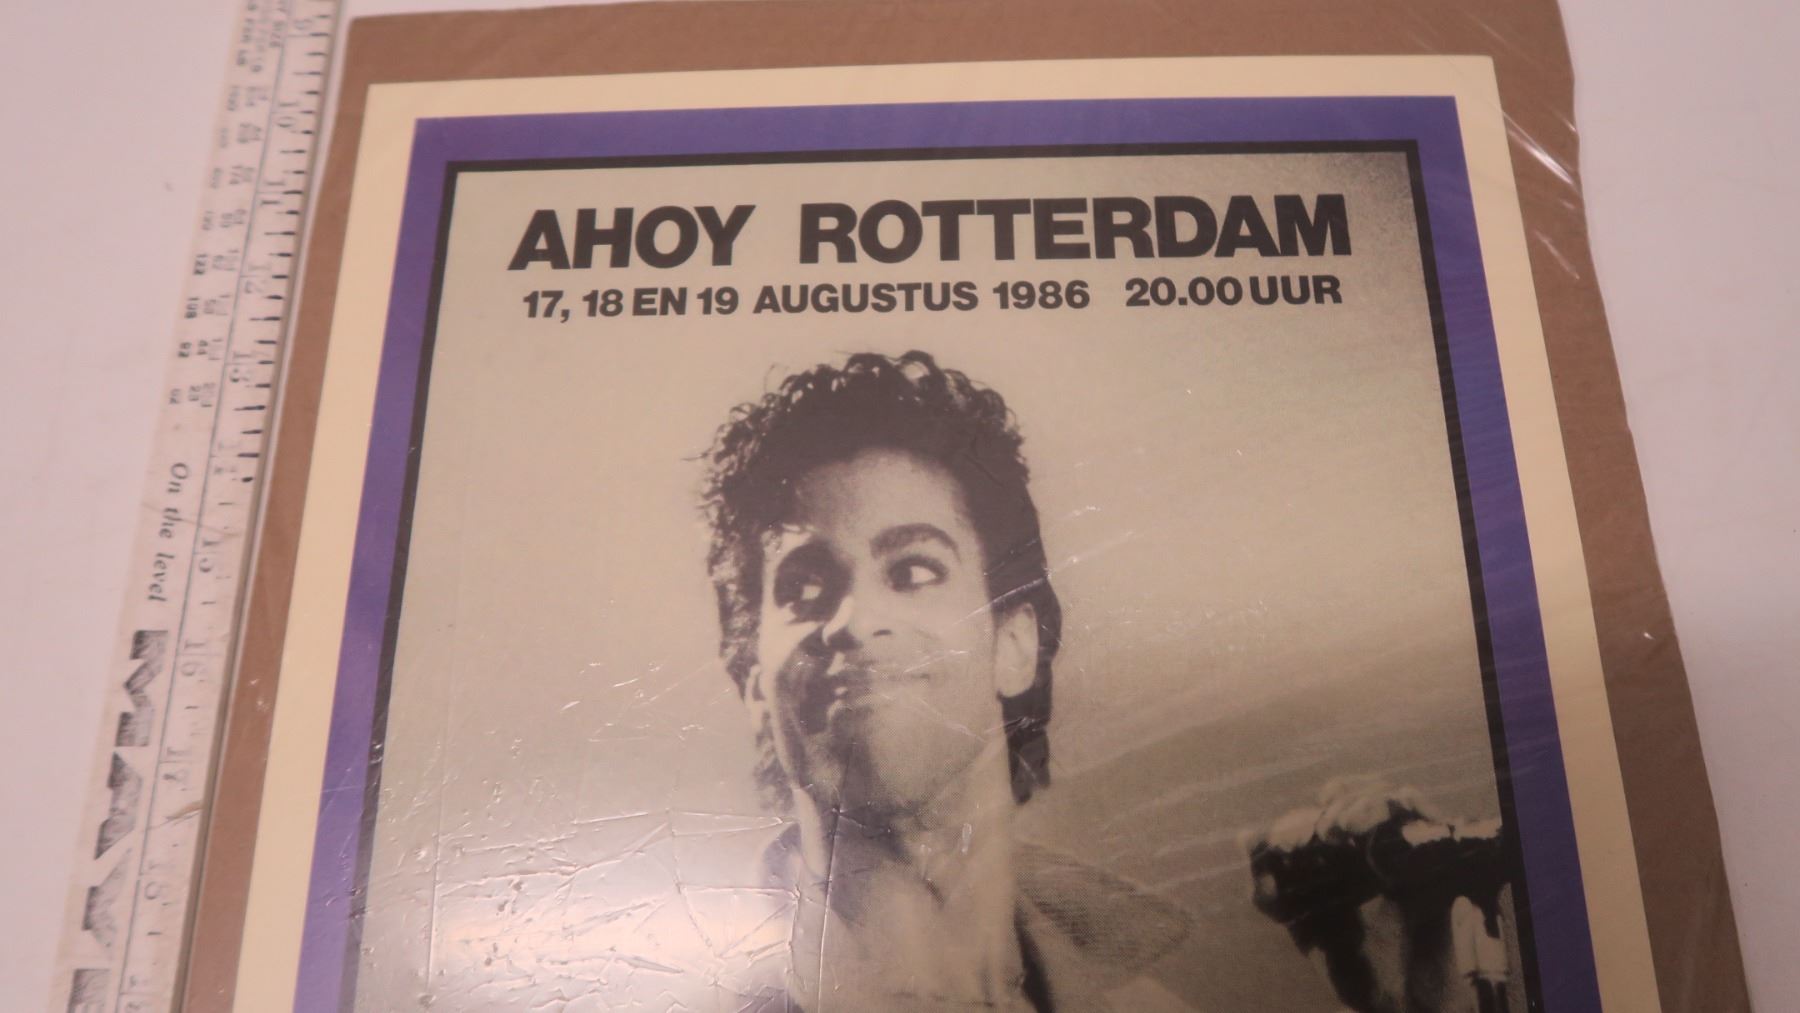 AHOY ROTTERDAM
17, 18 EN 19 AUGUSTUS 1986 20.00 UUR
On the level